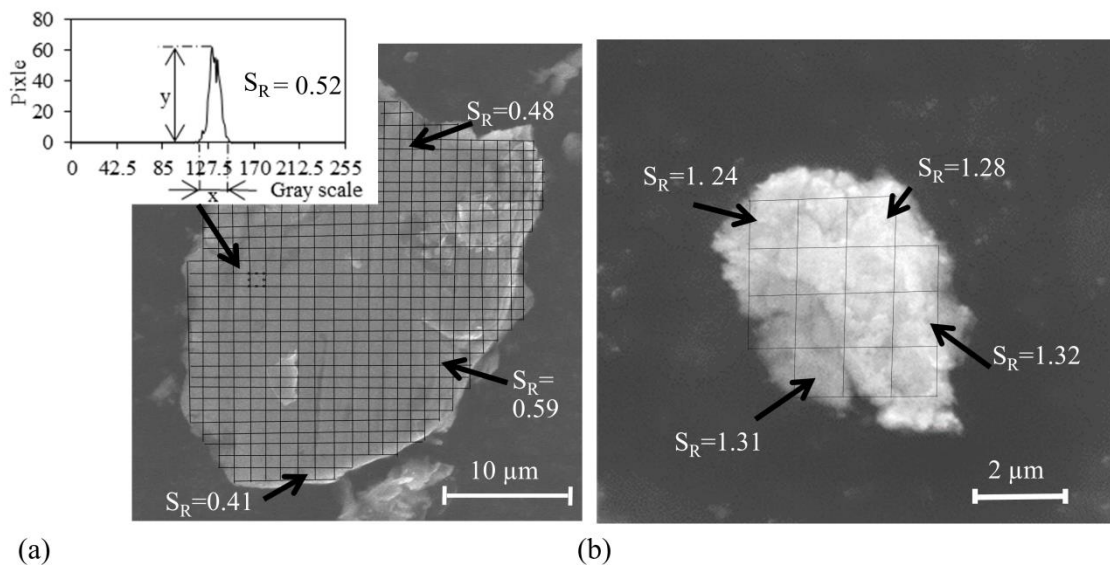 80
60
40
20
0
Pixle
y
S_R = 0.52
0 42.5 85 127.5 170 212.5 255
x
Gray scale
S_R=0.48
S_R=
0.59
S_R=0.41
10 μm
(a)
S_R=1. 24
S_R=1.28
S_R=1.32
S_R=1.31
2 μm
(b)